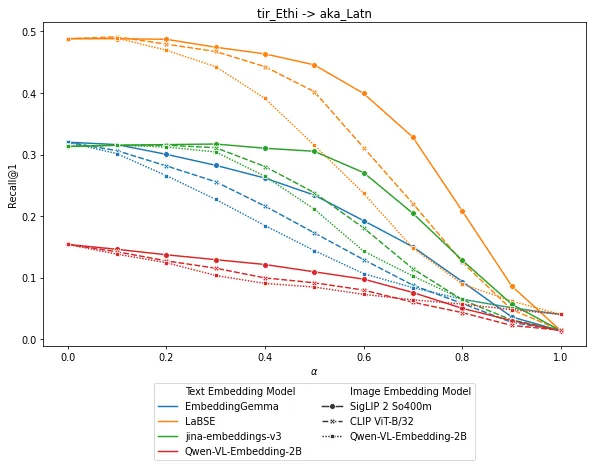 tir_Ethi -> aka_Latn
0.5
0.4
0.3
0.2
0.1
0.0
Recall@1
0.0 0.2 0.4 0.6 0.8 1.0
α
Text Embedding Model Image Embedding Model
EmbeddingGemma SigLIP 2 So400m
LaBSE CLIP ViT-B/32
jina-embeddings-v3 Qwen-VL-Embedding-2B
Qwen-VL-Embedding-2B